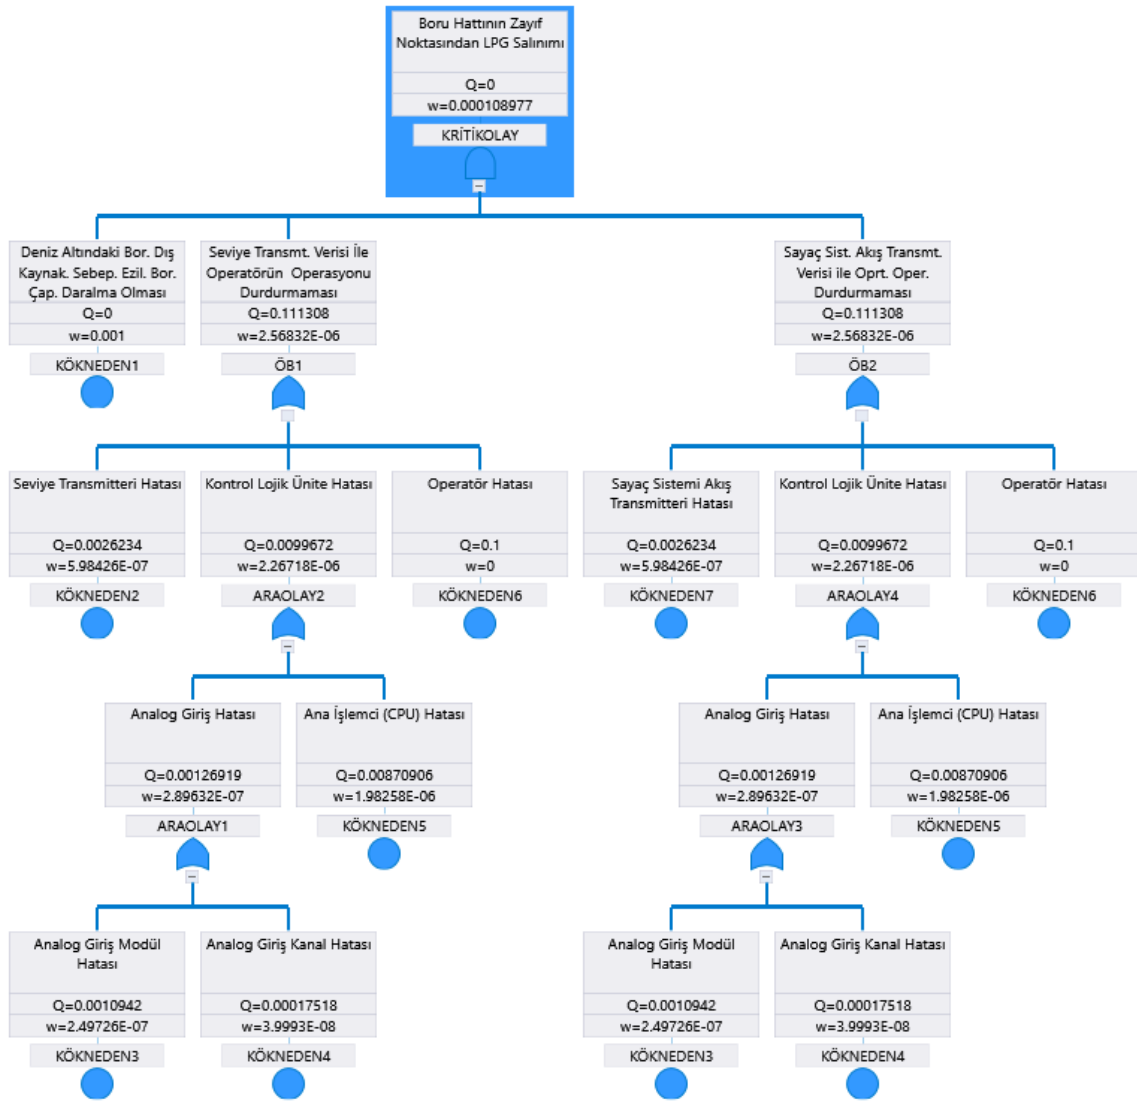 Boru Hattının Zayıf
Noktasından LPG Salınımı
Q=0
w=0.000108977
KRİTİKOLAY
Deniz Altındaki Bor. Dış
Kaynak. Sebep. Ezil. Bor.
Çap. Daralma Olması
Q=0
w=0.001
KÖKNEDEN1
Seviye Transmt. Verisi İle
Operatörün Operasyonu
Durdurmaması
Q=0.111308
w=2.56832E-06
ÖB1
Sayaç Sist. Akış Transmt.
Verisi ile Oprt. Oper.
Durdurmaması
Q=0.111308
w=2.56832E-06
ÖB2
Seviye Transmitteri Hatası
Q=0.0026234
w=5.98426E-07
KÖKNEDEN2
Kontrol Lojik Ünite Hatası
Q=0.0099672
w=2.26718E-06
ARAOLAY2
Operatör Hatası
Q=0.1
w=0
KÖKNEDEN6
Sayaç Sistemi Akış
Transmitteri Hatası
Q=0.0026234
w=5.98426E-07
KÖKNEDEN7
Kontrol Lojik Ünite Hatası
Q=0.0099672
w=2.26718E-06
ARAOLAY4
Operatör Hatası
Q=0.1
w=0
KÖKNEDEN6
Analog Giriş Hatası
Q=0.00126919
w=2.89632E-07
ARAOLAY1
Ana İşlemci (CPU) Hatası
Q=0.00870906
w=1.98258E-06
KÖKNEDEN5
Analog Giriş Hatası
Q=0.00126919
w=2.89632E-07
ARAOLAY3
Ana İşlemci (CPU) Hatası
Q=0.00870906
w=1.98258E-06
KÖKNEDEN5
Analog Giriş Modül
Hatası
Q=0.0010942
w=2.49726E-07
KÖKNEDEN3
Analog Giriş Kanal Hatası
Q=0.00017518
w=3.9993E-08
KÖKNEDEN4
Analog Giriş Modül
Hatası
Q=0.0010942
w=2.49726E-07
KÖKNEDEN3
Analog Giriş Kanal Hatası
Q=0.00017518
w=3.9993E-08
KÖKNEDEN4